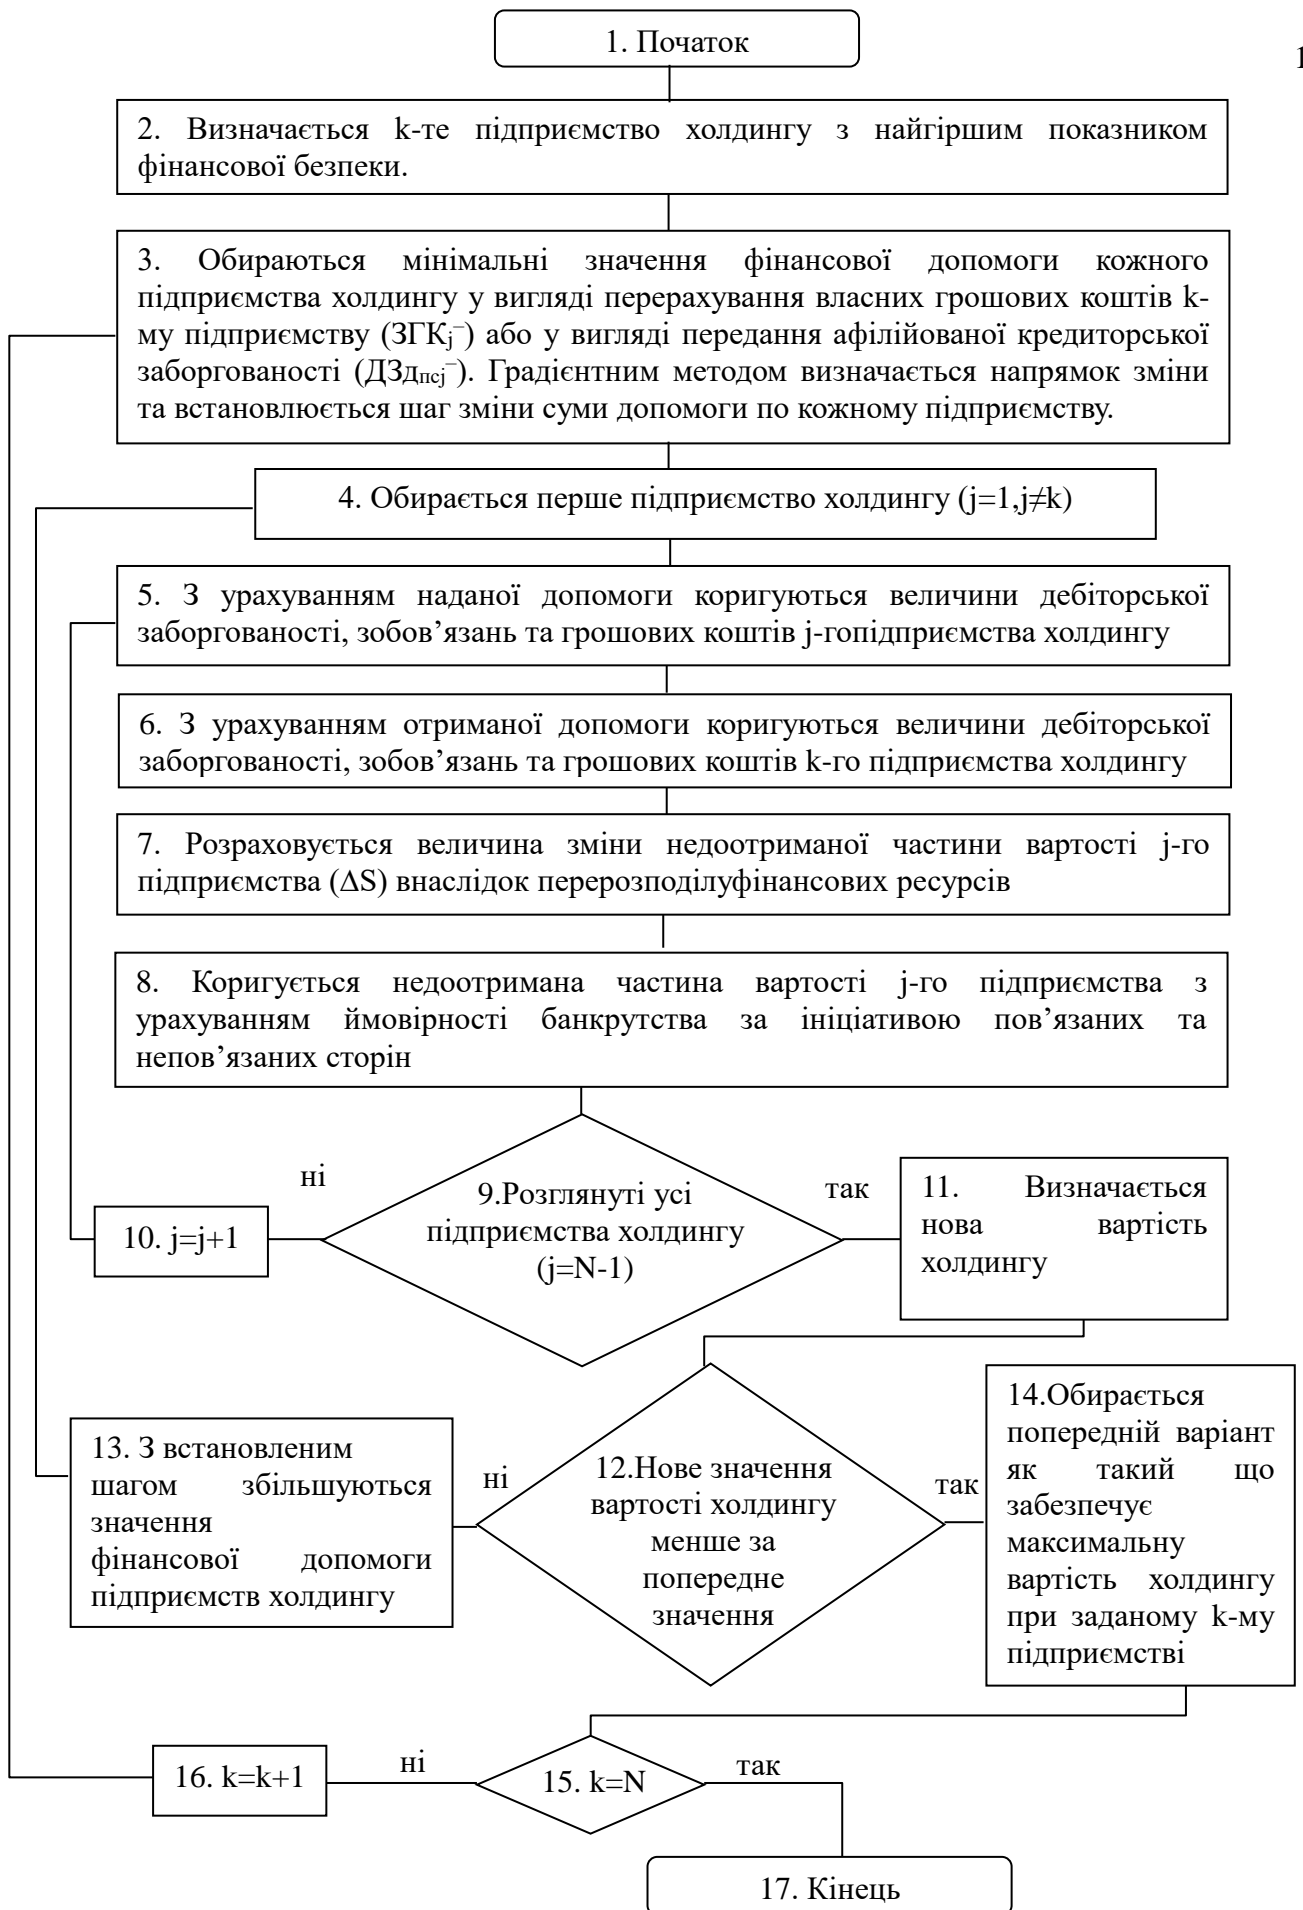 1. Початок
1
2. Визначається k-те підприємство холдингу з найгіршим показником
фінансової безпеки.
3. Обираються мінімальні значення фінансової допомоги кожного
підприємства холдингу у вигляді перерахування власних грошових коштів k-
му підприємству (ЗГКj–) або у вигляді передання афілійованої кредиторської
заборгованості (ДЗдпсj–). Градієнтним методом визначається напрямок зміни
та встановлюється шаг зміни суми допомоги по кожному підприємству.
4. Обирається перше підприємство холдингу (j=1,j≠k)
5. З урахуванням наданої допомоги коригуються величини дебіторської
заборгованості, зобов’язань та грошових коштів j-гопідприємства холдингу
6. З урахуванням отриманої допомоги коригуються величини дебіторської
заборгованості, зобов’язань та грошових коштів k-го підприємства холдингу
7. Розраховується величина зміни недоотриманої частини вартості j-го
підприємства (ΔS) внаслідок перерозподілуфінансових ресурсів
8. Коригується недоотримана частина вартості j-го підприємства з
урахуванням ймовірності банкрутства за ініціативою пов’язаних та
непов’язаних сторін
9.Розглянуті усі
підприємства холдингу
(j=N-1)
ні
так
10. j=j+1
11. Визначається
нова вартість
холдингу
12.Нове значення
вартості холдингу
менше за
попередне
значення
ні
так
13. З встановленим
шагом збільшуються
значення
фінансової допомоги
підприємств холдингу
14.Обирається
попередній варіант
як такий що
забезпечує
максимальну
вартість холдингу
при заданому k-му
підприємстві
15. k=N
ні
так
16. k=k+1
17. Кінець